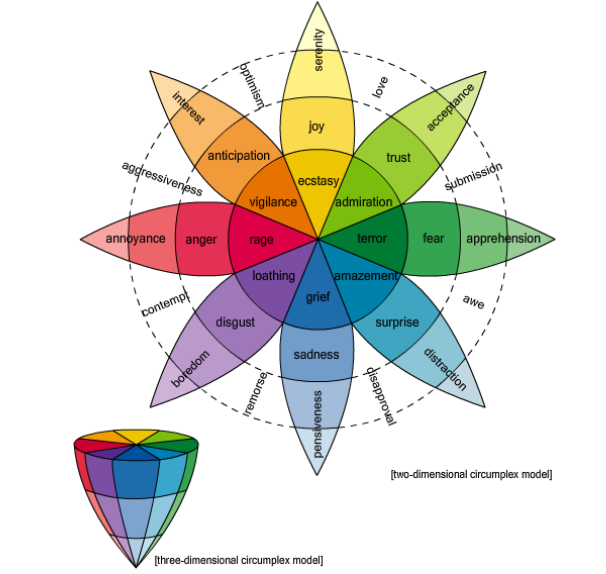 serenity
optimism
love
interest
acceptance
joy
anticipation
trust
aggressiveness
submission
ecstasy
vigilance
admiration
annoyance
anger
rage
terror
fear
apprehension
loathing
amazement
grief
contempt
awe
disgust
surprise
boredom
sadness
distraction
remorse
disapproval
pensiveness
[two-dimensional circumplex model]
[three-dimensional circumplex model]